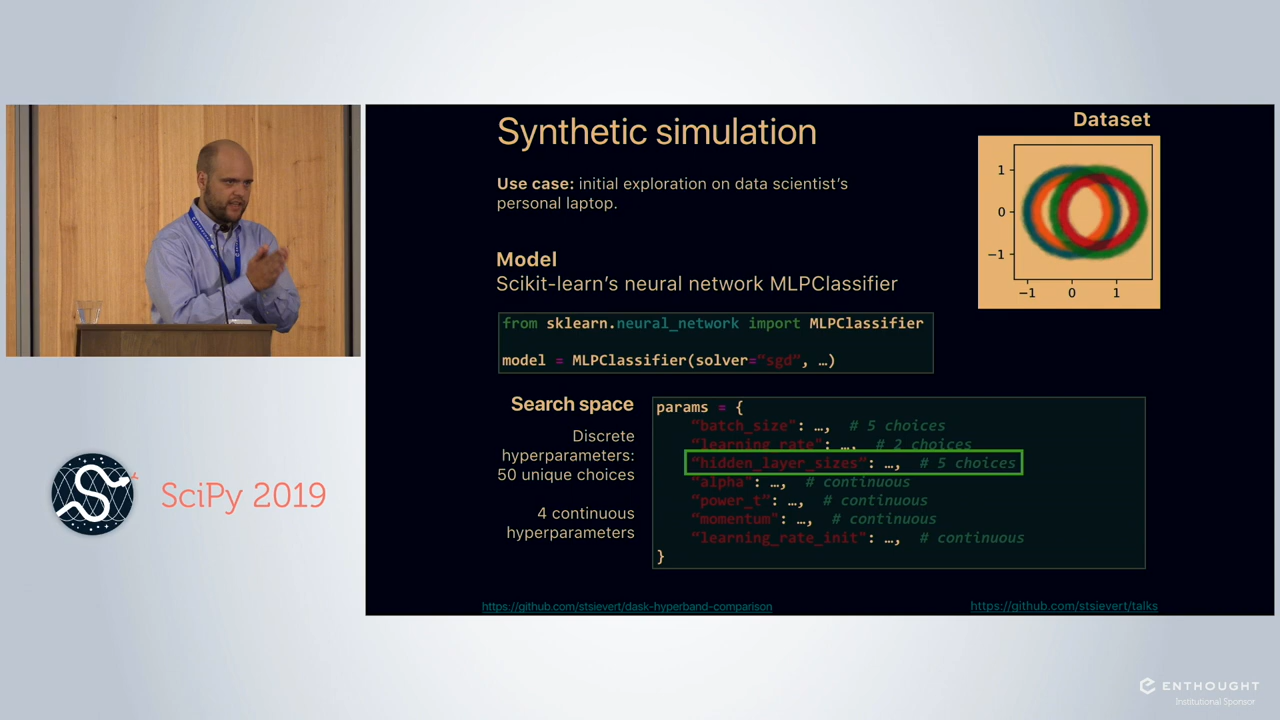 Synthetic simulation
Use case: initial exploration on data scientist's
personal laptop.
Dataset
1
0
−1
−1
0
1
Model
Scikit-learn's neural network MLPClassifier
from sklearn.neural_network import MLPClassifier
model = MLPClassifier(solver="sgd", …)
Search space
Discrete
hyperparameters:
50 unique choices
4 continuous
hyperparameters
params = {
"batch_size": …, # 5 choices
"learning_rate": …, # 2 choices
"hidden_layer_sizes": …, # 5 choices
"alpha": …, # continuous
"power_t": …, # continuous
"momentum": …, # continuous
"learning_rate_init": …, # continuous
}
https://github.com/stsievert/dask-hyperband-comparison
https://github.com/stsievert/talks
SciPy 2019
ENTHOUGHT
Institutional Sponsor